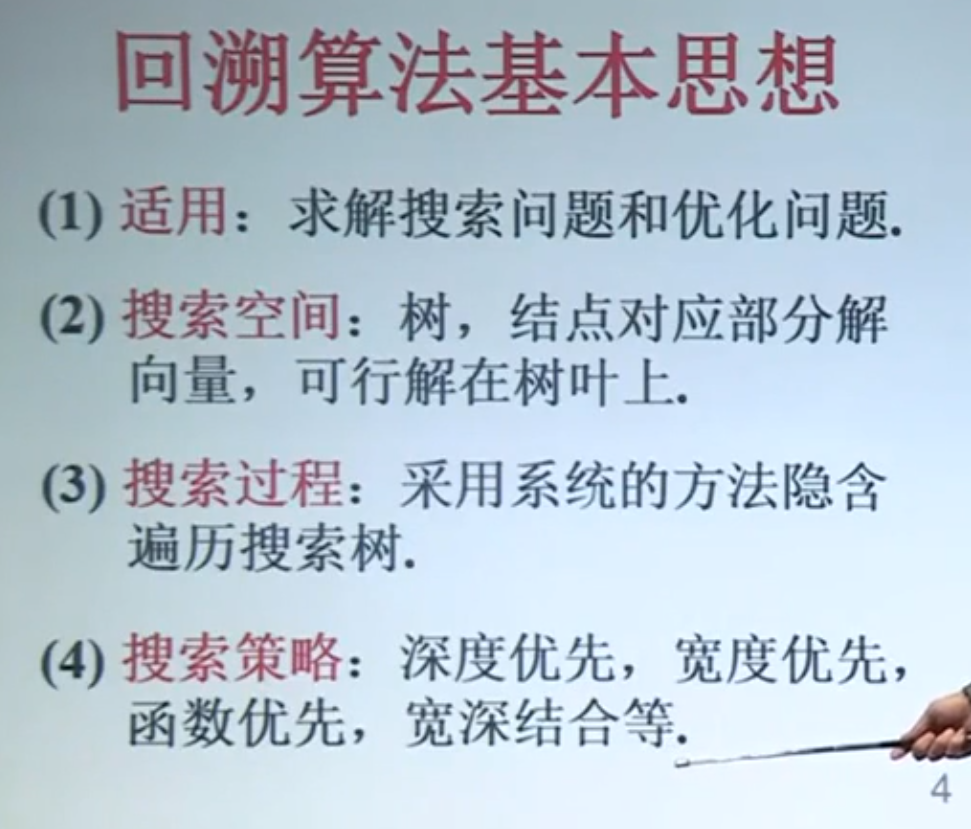 回溯算法基本思想
(1) 适用：求解搜索问题和优化问题.
(2) 搜索空间：树，结点对应部分解
向量，可行解在树叶上.
(3) 搜索过程：采用系统的方法隐含
遍历搜索树.
(4) 搜索策略：深度优先，宽度优先，
函数优先，宽深结合等.
4